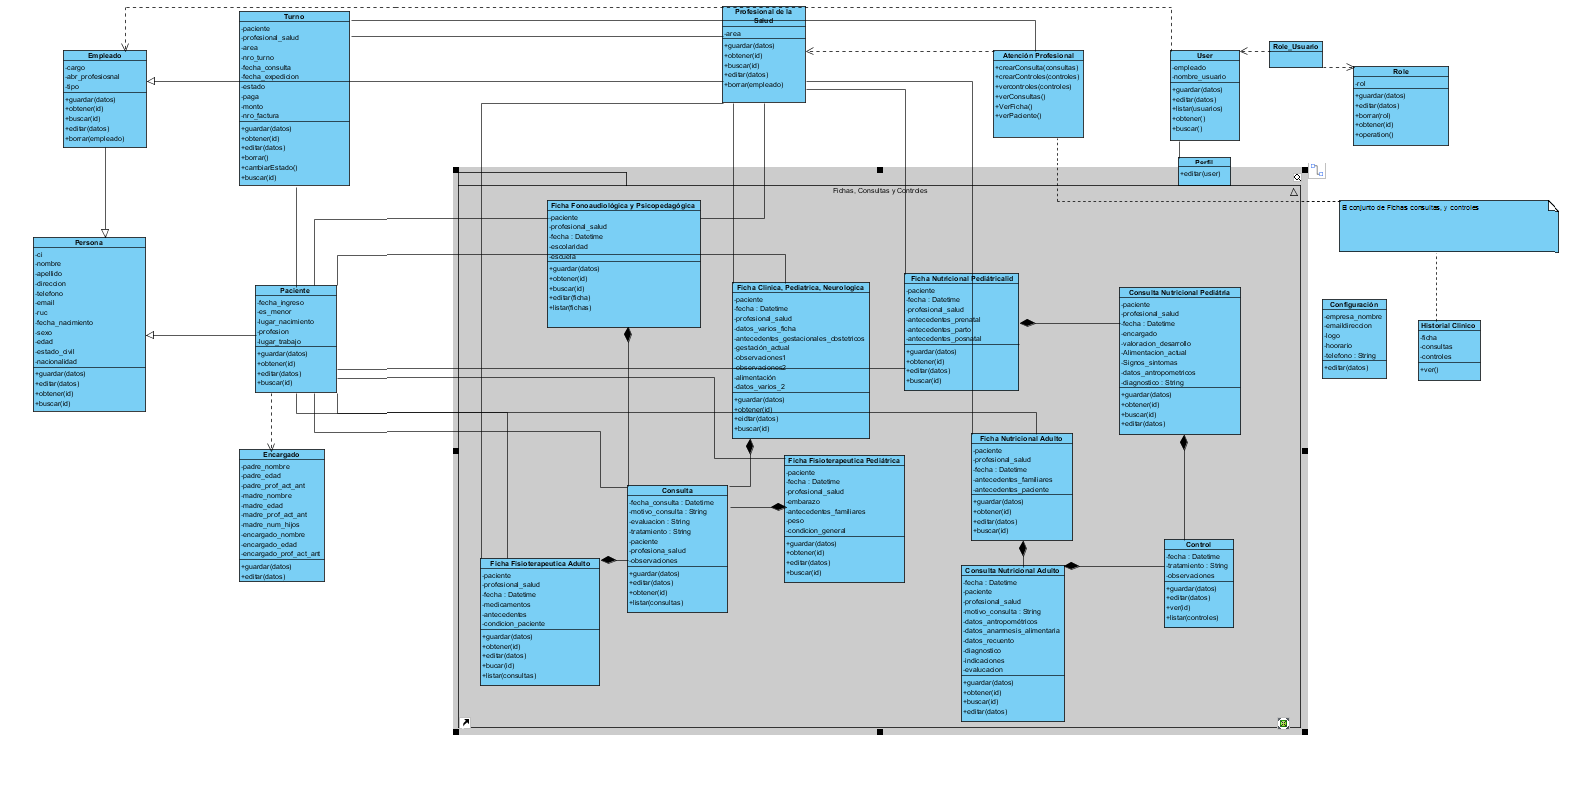 Empleado
-cargo
-abr_profesiosnal
-tipo
+guardar(datos)
+obtener(id)
+buscar(id)
+editar(datos)
+borrar(empleado)
Turno
-paciente
-profesional_salud
-area
-nro_turno
-fecha_consulta
-fecha_expedicion
-estado
-paga
-monto
-nro_factura
+guardar(datos)
+obtener(id)
+editar(datos)
+borrar()
+cambiarEstado()
+buscar(id)
Profesional de la
Salud
-area
+guardar(datos)
+obtener(id)
+buscar(id)
+editar(datos)
+borrar(empleado)
Atención Profesional
+crearConsulta(consultas)
+crearControles(controles)
+vercontroles(controles)
+verConsultas()
+VerFicha()
+verPaciente()
User
-empleado
-nombre_usuario
+guardar(datos)
+editar(datos)
+listar(usuarios)
+obtener()
+buscar()
Role_Usuario
Role
-rol
+guardar(datos)
+editar(datos)
+borrar(rol)
+obtener(id)
+operation()
Perfil
+editar(user)
Fichas, Consultas y Controles
El conjunto de Fichas consultas, y controles
Persona
-ci
-nombre
-apellido
-direccion
-telefono
-email
-ruc
-fecha_nacimiento
-sexo
-edad
-estado_civil
-nacionalidad
+guardar(datos)
+editar(datos)
+obtener(id)
+buscar(id)
Paciente
-fecha_ingreso
-es_menor
-lugar_nacimiento
-profesion
-lugar_trabajo
+guardar(datos)
+obtener(id)
+editar(datos)
+buscar(id)
Encargado
-padre_nombre
-padre_edad
-padre_prof_act_ant
-madre_nombre
-madre_edad
-madre_prof_act_ant
-madre_num_hijos
-encargado_nombre
-encargado_edad
-encargado_prof_act_ant
+guardar(datos)
+editar(datos)
Ficha Fonoaudiológica y Psicopedagógica
-paciente
-profesional_salud
-fecha : Datetime
-escolaridad
-escuela
+guardar(datos)
+obtener(id)
+buscar(id)
+editar(ficha)
+listar(fichas)
Ficha Clínica, Pediatrica, Neurologica
-paciente
-fecha : Datetime
-profesional_salud
-datos_varios_ficha
-antecedentes_gestacionales_obstetricos
-gestación_actual
-observaciones1
-observaciones2
-alimentación
-datos_varios_2
+guardar(datos)
+obtener(id)
+eidtar(datos)
+buscar(id)
Ficha Nutricional Pediátricalid
-paciente
-fecha : Datetime
-profesional_salud
-antecedentes_prenatal
-antecedentes_parto
-antecedentes_posnatal
+guardar(datos)
+obtener(id)
+editar(datos)
+buscar(id)
Consulta Nutricional Pediátria
-paciente
-profesional_salud
-fecha : Datetime
-encargado
-valoracion_desarrollo
-Alimentacion_actual
-Signos_sintomas
-datos_antropometricos
-diagnostico : String
+guardar(datos)
+obtener(id)
+buscar(id)
+editar(datos)
Configuración
-empresa_nombre
-emaildireccion
-logo
-hoorario
-telefono : String
+editar(datos)
Historial Clinico
-ficha
-consultas
-controles
+ver()
Ficha Fisioterapeutica Pediátrica
-paciente
-fecha : Datetime
-profesional_salud
-embarazo
-antecedentes_familiares
-peso
-condicion_general
+guardar(datos)
+obtener(id)
+editar(datos)
+buscar(id)
Ficha Nutricional Adulto
-paciente
-profesional_salud
-fecha : Datetime
-antecedentes_familiares
-antecedentes_paciente
+guardar(datos)
+obtener(id)
+editar(datos)
+buscar(id)
Consulta
-fecha_consulta : Datetime
-motivo_consulta : String
-evaluacion : String
-tratamiento : String
-paciente
-profesiona_salud
-observaciones
+guardar(datos)
+editar(datos)
+obtener(id)
+listar(consultas)
Ficha Fisioterapeutica Adulto
-paciente
-profesional_salud
-fecha : Datetime
-medicamentos
-antecedentes
-condicion_paciente
+guardar(datos)
+obtener(id)
+editar(datos)
+bucar(id)
+listar(consultas)
Consulta Nutricional Adulto
-fecha : Datetime
-paciente
-profesional_salud
-motivo_consulta : String
-datos_antropométricos
-datos_anamnesis_alimentaria
-datos_recuento
-diagnostico
-indicaciones
-evalucacion
+guardar(datos)
+obtener(id)
+buscar(id)
+editar(datos)
Control
-fecha : Datetime
-tratamiento : String
-observaciones
+guardar(datos)
+editar(datos)
+ver(id)
+listar(controles)